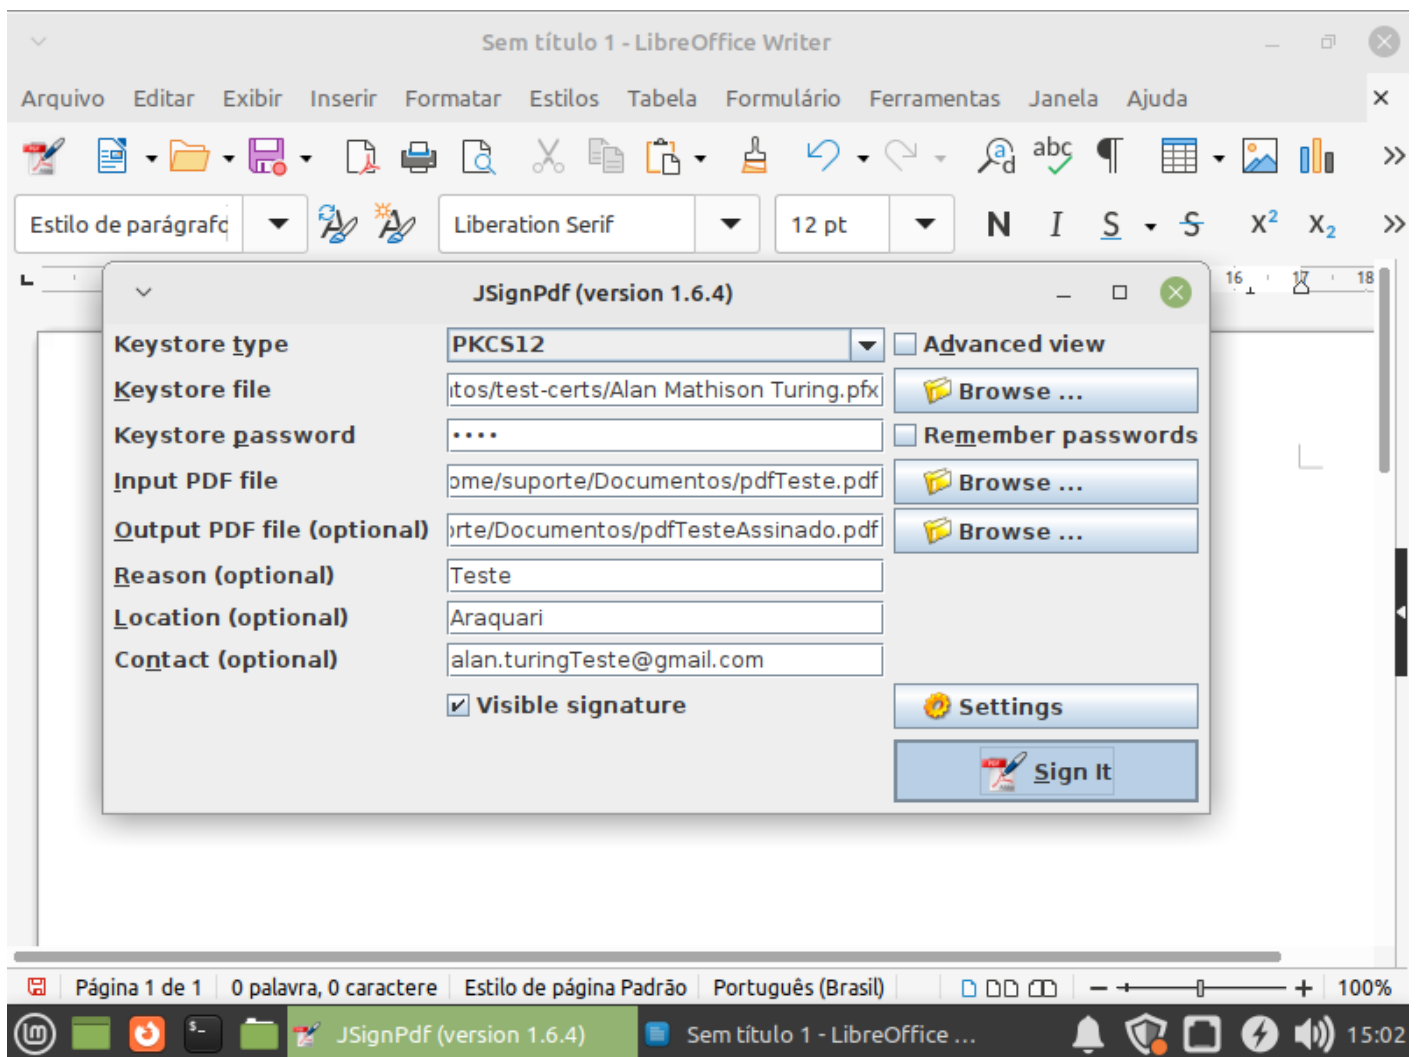 Sem título 1 - LibreOffice Writer
Arquivo Editar Exibir Inserir Formatar Estilos Tabela Formulário Ferramentas Janela Ajuda
Estilo de parágrafo Liberation Serif 12 pt N I S S X² X₂
16 17 18
JSignPdf (version 1.6.4)
Keystore type PKCS12 Advanced view
Keystore file itos/test-certs/Alan Mathison Turing.pfx Browse ...
Keystore password •••• Remember passwords
Input PDF file ome/suporte/Documentos/pdfTeste.pdf Browse ...
Output PDF file (optional) orte/Documentos/pdfTesteAssinado.pdf Browse ...
Reason (optional) Teste
Location (optional) Araquari
Contact (optional) alan.turingTeste@gmail.com
Visible signature Settings
Sign It
Página 1 de 1 0 palavra, 0 caractere Estilo de página Padrão Português (Brasil) 100%
JSignPdf (version 1.6.4) Sem título 1 - LibreOffice ... 15:02